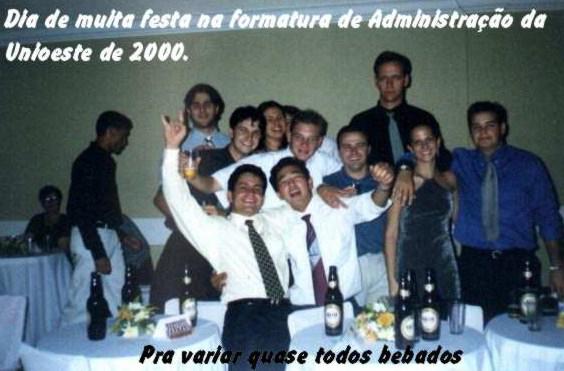 Dia de muita festa na formatura de Administração da
Unioeste de 2000.
Pra variar quase todos bebados